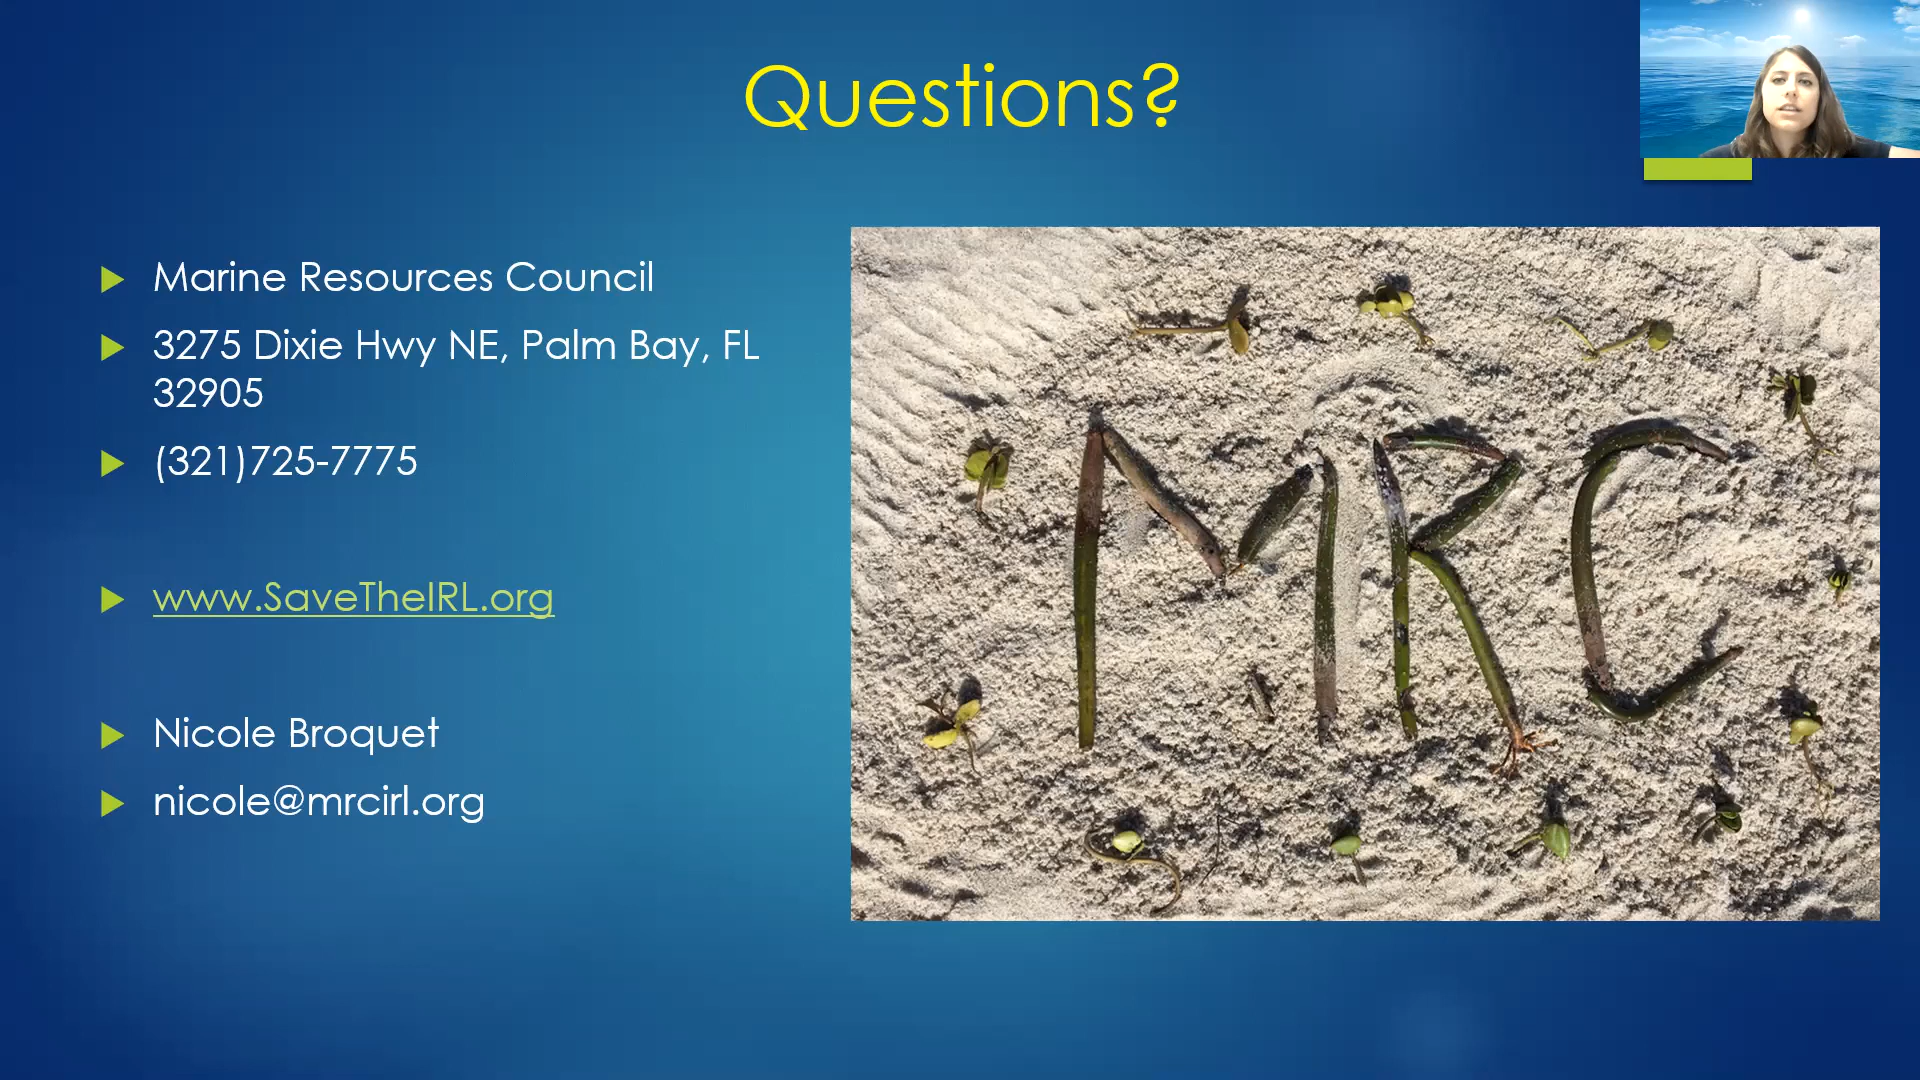 Questions?
Marine Resources Council
3275 Dixie Hwy NE, Palm Bay, FL
32905
(321)725-7775
www.SaveTheIRL.org
Nicole Broquet
nicole@mrcirl.org
MRC